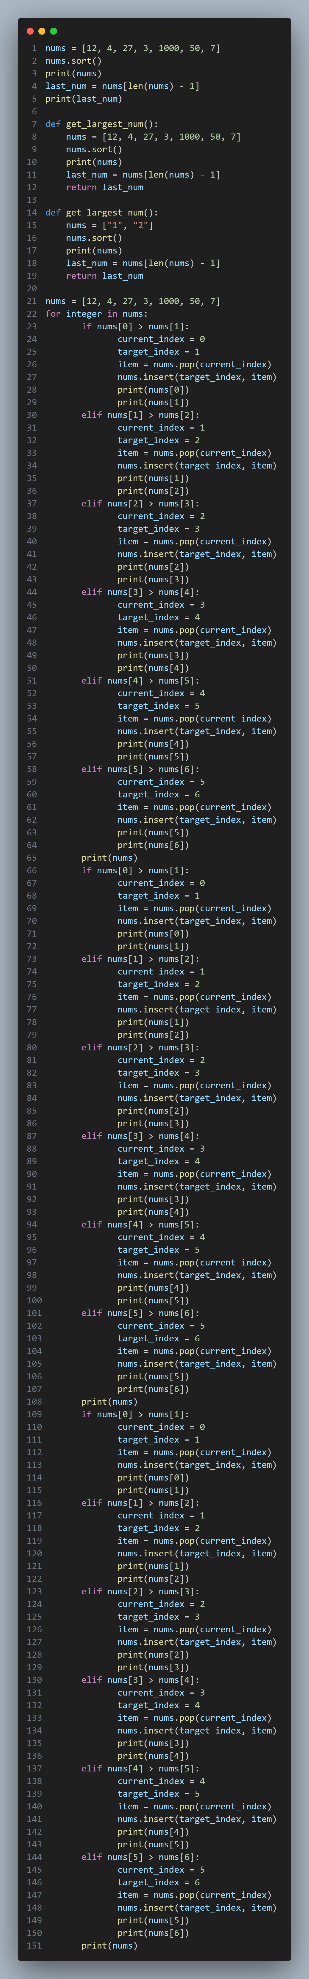 1 nums = [12, 4, 27, 3, 1000, 50, 7]
2 nums.sort()
3 print(nums)
4 last_num = nums[len(nums) - 1]
5 print(last_num)
6
7 def get_largest_num():
8     nums = [12, 4, 27, 3, 1000, 50, 7]
9     nums.sort()
10     print(nums)
11     last_num = nums[len(nums) - 1]
12     return last_num
13
14 def get_largest_num():
15     nums = ["1", "2"]
16     nums.sort()
17     print(nums)
18     last_num = nums[len(nums) - 1]
19     return last_num
20
21 nums = [12, 4, 27, 3, 1000, 50, 7]
22 for integer in nums:
23         if nums[0] > nums[1]:
24                 current_index = 0
25                 target_index = 1
26                 item = nums.pop(current_index)
27                 nums.insert(target_index, item)
28                 print(nums[0])
29                 print(nums[1])
30         elif nums[1] > nums[2]:
31                 current_index = 1
32                 target_index = 2
33                 item = nums.pop(current_index)
34                 nums.insert(target_index, item)
35                 print(nums[1])
36                 print(nums[2])
37         elif nums[2] > nums[3]:
38                 current_index = 2
39                 target_index = 3
40                 item = nums.pop(current_index)
41                 nums.insert(target_index, item)
42                 print(nums[2])
43                 print(nums[3])
44         elif nums[3] > nums[4]:
45                 current_index = 3
46                 target_index = 4
47                 item = nums.pop(current_index)
48                 nums.insert(target_index, item)
49                 print(nums[3])
50                 print(nums[4])
51         elif nums[4] > nums[5]:
52                 current_index = 4
53                 target_index = 5
54                 item = nums.pop(current_index)
55                 nums.insert(target_index, item)
56                 print(nums[4])
57                 print(nums[5])
58         elif nums[5] > nums[6]:
59                 current_index = 5
60                 target_index = 6
61                 item = nums.pop(current_index)
62                 nums.insert(target_index, item)
63                 print(nums[5])
64                 print(nums[6])
65         print(nums)
66         if nums[0] > nums[1]:
67                 current_index = 0
68                 target_index = 1
69                 item = nums.pop(current_index)
70                 nums.insert(target_index, item)
71                 print(nums[0])
72                 print(nums[1])
73         elif nums[1] > nums[2]:
74                 current_index = 1
75                 target_index = 2
76                 item = nums.pop(current_index)
77                 nums.insert(target_index, item)
78                 print(nums[1])
79                 print(nums[2])
80         elif nums[2] > nums[3]:
81                 current_index = 2
82                 target_index = 3
83                 item = nums.pop(current_index)
84                 nums.insert(target_index, item)
85                 print(nums[2])
86                 print(nums[3])
87         elif nums[3] > nums[4]:
88                 current_index = 3
89                 target_index = 4
90                 item = nums.pop(current_index)
91                 nums.insert(target_index, item)
92                 print(nums[3])
93                 print(nums[4])
94         elif nums[4] > nums[5]:
95                 current_index = 4
96                 target_index = 5
97                 item = nums.pop(current_index)
98                 nums.insert(target_index, item)
99                 print(nums[4])
100                 print(nums[5])
101         elif nums[5] > nums[6]:
102                 current_index = 5
103                 target_index = 6
104                 item = nums.pop(current_index)
105                 nums.insert(target_index, item)
106                 print(nums[5])
107                 print(nums[6])
108         print(nums)
109         if nums[0] > nums[1]:
110                 current_index = 0
111                 target_index = 1
112                 item = nums.pop(current_index)
113                 nums.insert(target_index, item)
114                 print(nums[0])
115                 print(nums[1])
116         elif nums[1] > nums[2]:
117                 current_index = 1
118                 target_index = 2
119                 item = nums.pop(current_index)
120                 nums.insert(target_index, item)
121                 print(nums[1])
122                 print(nums[2])
123         elif nums[2] > nums[3]:
124                 current_index = 2
125                 target_index = 3
126                 item = nums.pop(current_index)
127                 nums.insert(target_index, item)
128                 print(nums[2])
129                 print(nums[3])
130         elif nums[3] > nums[4]:
131                 current_index = 3
132                 target_index = 4
133                 item = nums.pop(current_index)
134                 nums.insert(target_index, item)
135                 print(nums[3])
136                 print(nums[4])
137         elif nums[4] > nums[5]:
138                 current_index = 4
139                 target_index = 5
140                 item = nums.pop(current_index)
141                 nums.insert(target_index, item)
142                 print(nums[4])
143                 print(nums[5])
144         elif nums[5] > nums[6]:
145                 current_index = 5
146                 target_index = 6
147                 item = nums.pop(current_index)
148                 nums.insert(target_index, item)
149                 print(nums[5])
150                 print(nums[6])
151         print(nums)